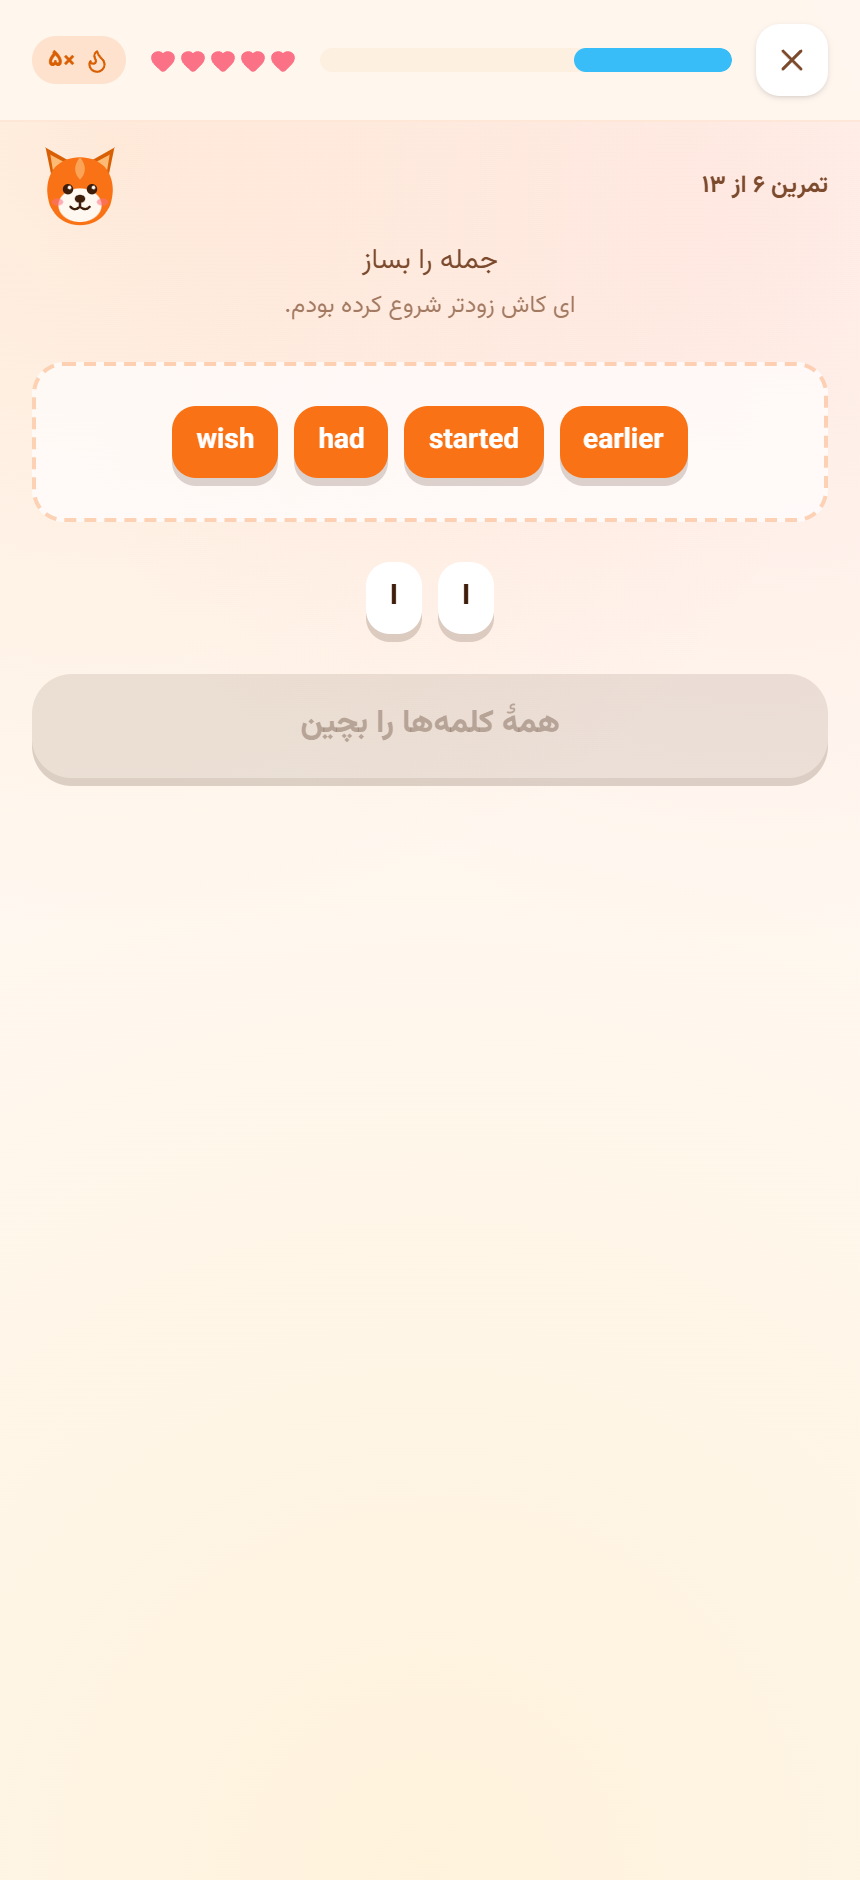 ۵×
تمرین ۶ از ۱۳
جمله را بساز
ای کاش زودتر شروع کرده بودم.
wish had started earlier
I I
همهٔ کلمه‌ها را بچین